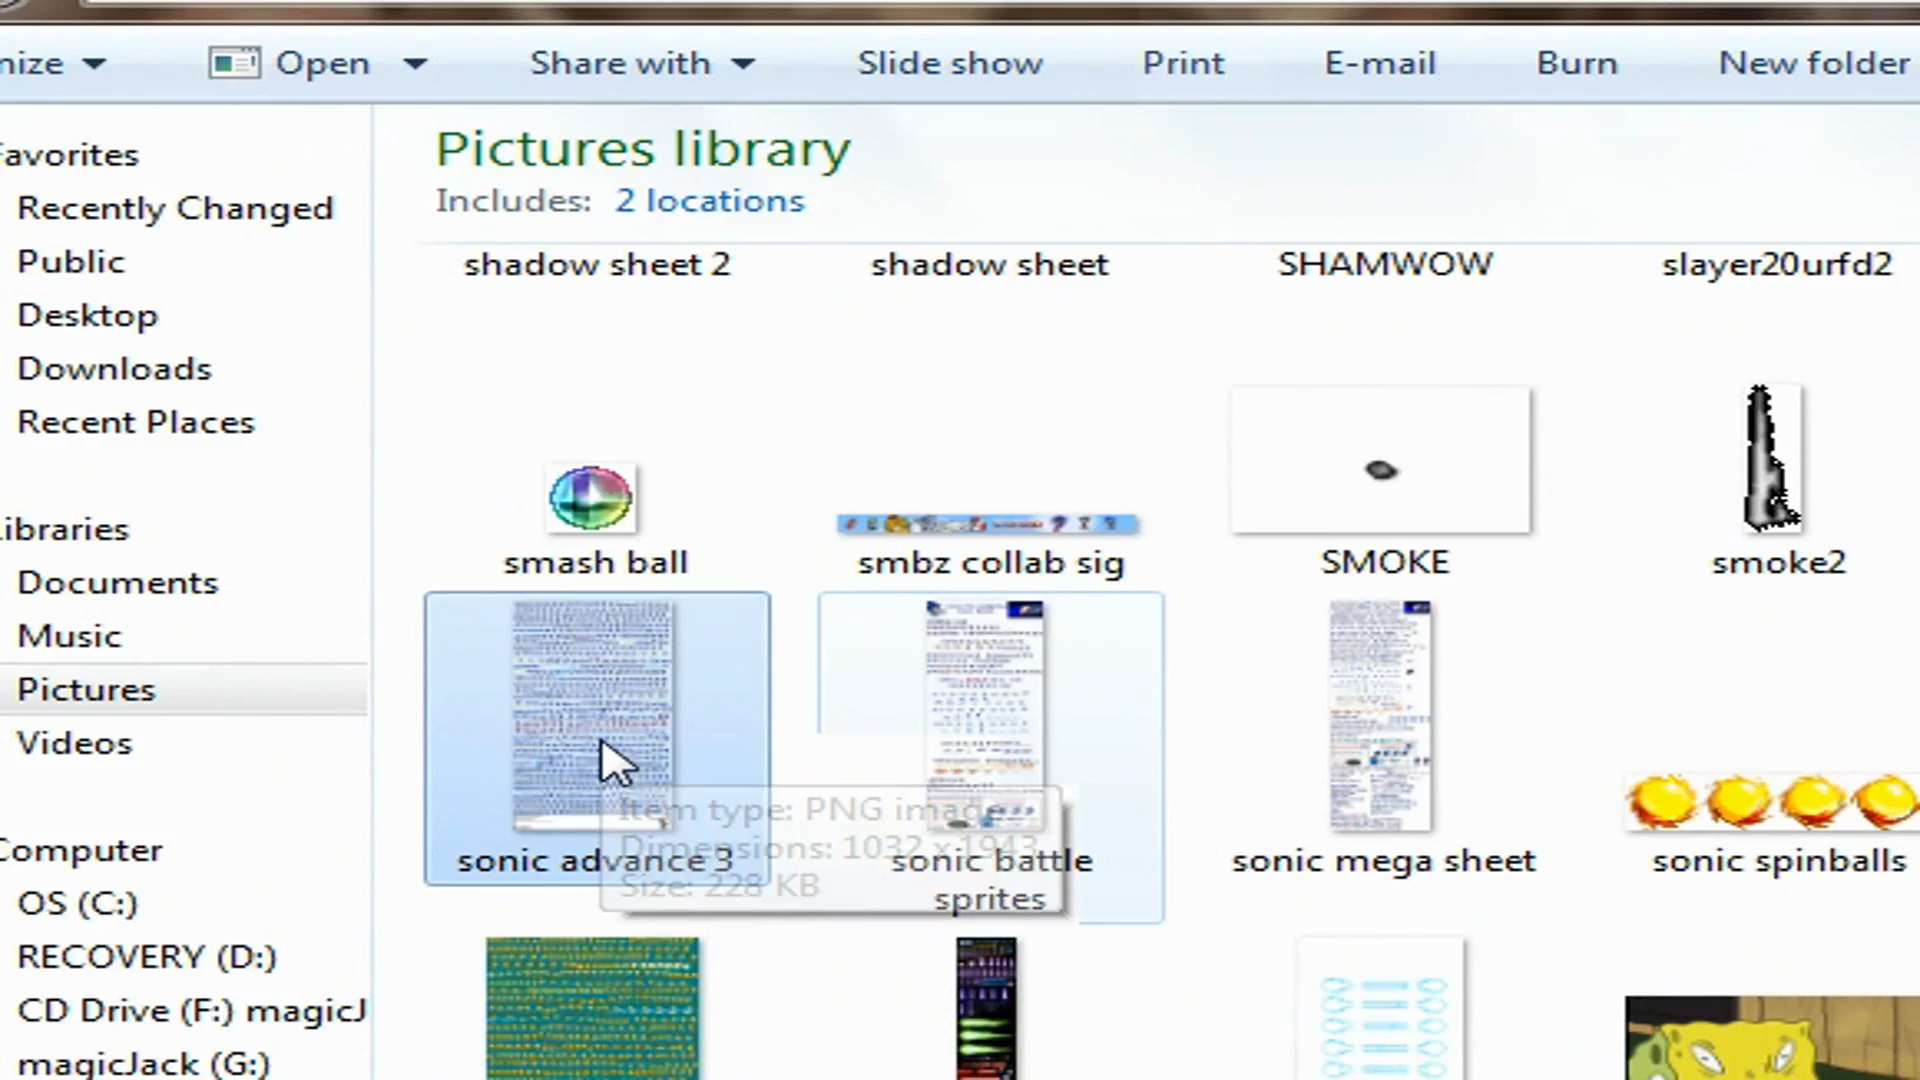 nize Open Share with Slide show Print E-mail Burn New folder
Favorites
Recently Changed
Public
Desktop
Downloads
Recent Places
Libraries
Documents
Music
Pictures
Videos
Computer
OS (C:)
RECOVERY (D:)
CD Drive (F:) magicJ
magicJack (G:)
Pictures library
Includes: 2 locations
shadow sheet 2 shadow sheet SHAMWOW slayer20urfd2
smash ball smbz collab sig SMOKE smoke2
sonic advance 3 sonic battle sonic mega sheet sonic spinballs
sprites
Item type: PNG image
Dimensions: 1032 x 1943
Size: 228 KB